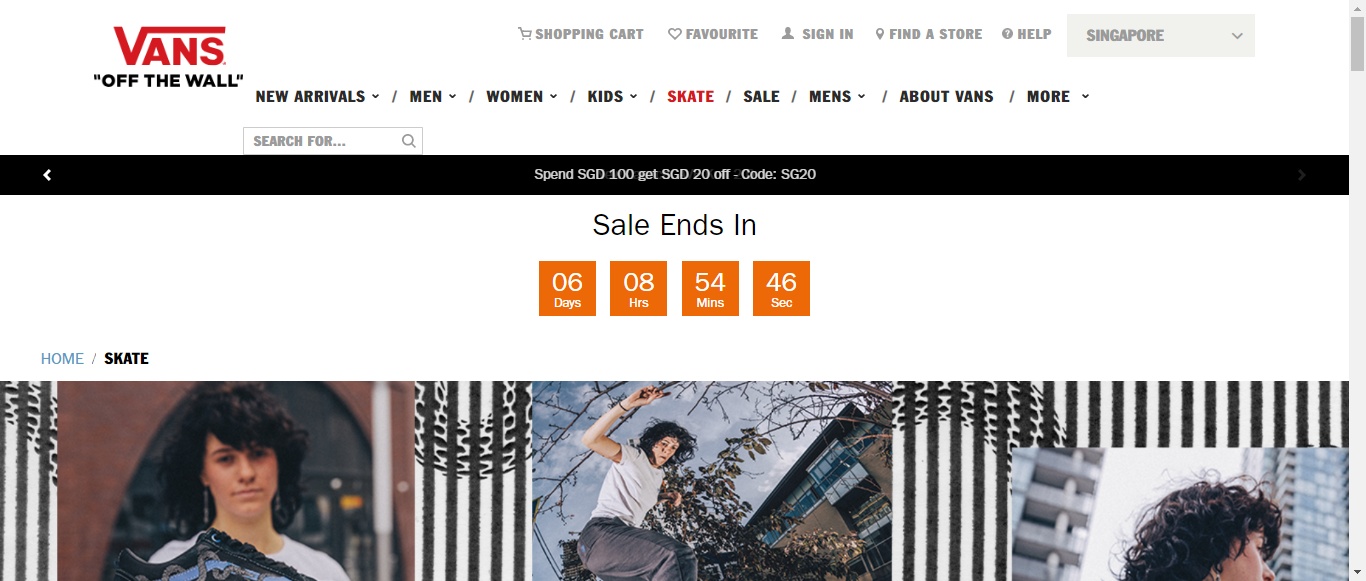 VANS
"OFF THE WALL"
SHOPPING CART
FAVOURITE
SIGN IN
FIND A STORE
HELP
SINGAPORE
NEW ARRIVALS / MEN / WOMEN / KIDS / SKATE / SALE / MENS / ABOUT VANS / MORE
SEARCH FOR...
Spend SGD 100 get SGD 20 off - Code: SG20
Sale Ends In
06 08 54 46
Days Hrs Mins Sec
HOME / SKATE